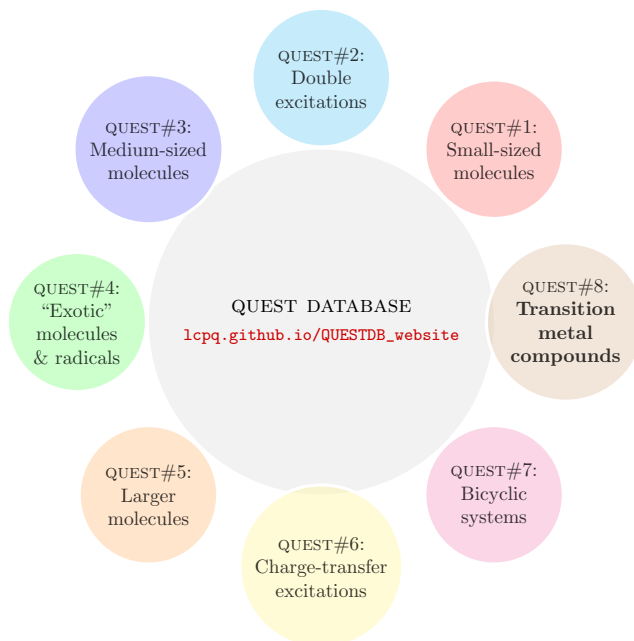 QUEST#2:
Double
excitations
QUEST#3:
Medium-sized
molecules
QUEST#1:
Small-sized
molecules
QUEST#4:
“Exotic”
molecules
& radicals
QUEST DATABASE
lcpq.github.io/QUESTDB_website
QUEST#8:
Transition
metal
compounds
QUEST#5:
Larger
molecules
QUEST#7:
Bicyclic
systems
QUEST#6:
Charge-transfer
excitations